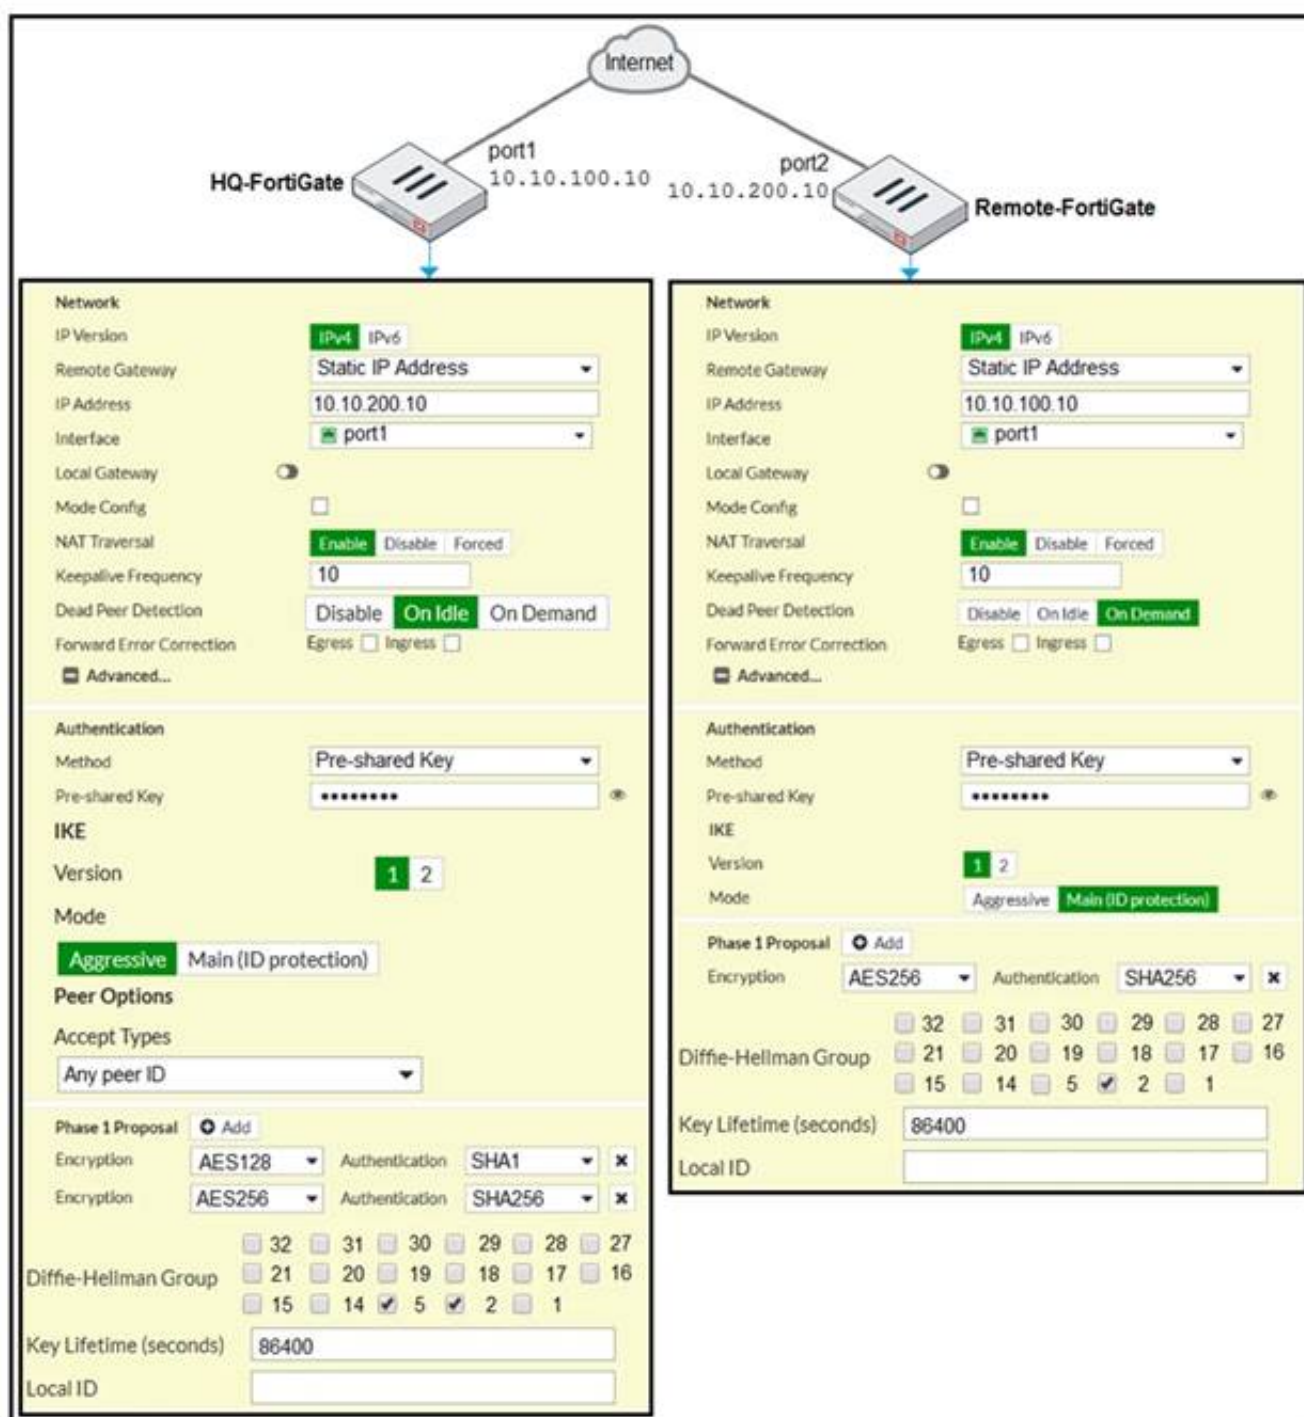 Internet
port1
10.10.100.10
HQ-FortiGate
port2
10.10.200.10
Remote-FortiGate
Network
IP Version IPv4 IPv6
Remote Gateway Static IP Address
IP Address 10.10.200.10
Interface port1
Local Gateway
Mode Config
NAT Traversal Enable Disable Forced
Keepalive Frequency 10
Dead Peer Detection Disable On Idle On Demand
Forward Error Correction Egress Ingress
Advanced...
Authentication
Method Pre-shared Key
Pre-shared Key ••••••••
IKE
Version 1 2
Mode
Aggressive Main (ID protection)
Peer Options
Accept Types
Any peer ID
Phase 1 Proposal Add
Encryption AES128 Authentication SHA1
Encryption AES256 Authentication SHA256
32 31 30 29 28 27
Diffie-Hellman Group 21 20 19 18 17 16
15 14 5 2 1
Key Lifetime (seconds) 86400
Local ID
Network
IP Version IPv4 IPv6
Remote Gateway Static IP Address
IP Address 10.10.100.10
Interface port1
Local Gateway
Mode Config
NAT Traversal Enable Disable Forced
Keepalive Frequency 10
Dead Peer Detection Disable On Idle On Demand
Forward Error Correction Egress Ingress
Advanced...
Authentication
Method Pre-shared Key
Pre-shared Key ••••••••
IKE
Version 1 2
Mode Aggressive Main (ID protection)
Phase 1 Proposal Add
Encryption AES256 Authentication SHA256
32 31 30 29 28 27
Diffie-Hellman Group 21 20 19 18 17 16
15 14 5 2 1
Key Lifetime (seconds) 86400
Local ID